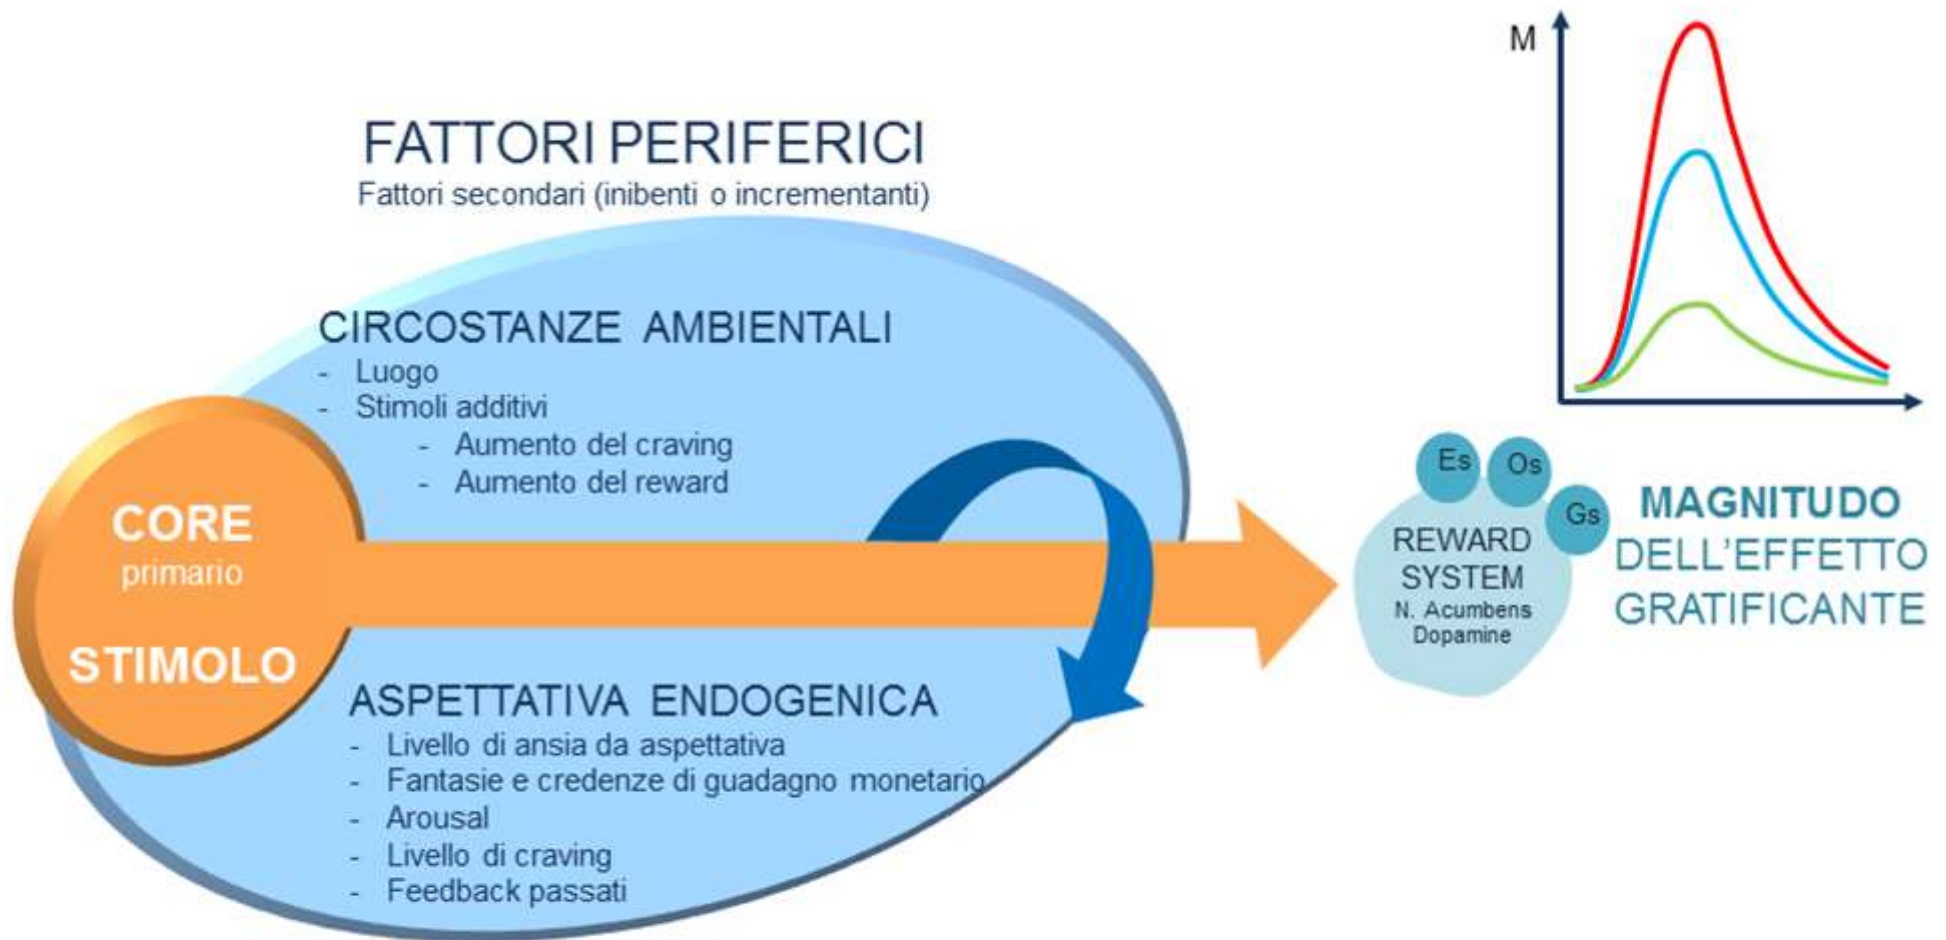 M
FATTORI PERIFERICI
Fattori secondari (inibenti o incrementanti)
CIRCOSTANZE AMBIENTALI
- Luogo
- Stimoli additivi
- Aumento del craving
- Aumento del reward
CORE
primario
STIMOLO
ASPETTATIVA ENDOGENICA
- Livello di ansia da aspettativa
- Fantasie e credenze di guadagno monetario
- Arousal
- Livello di craving
- Feedback passati
Es
Os
Gs
REWARD
SYSTEM
N. Acumbens
Dopamine
MAGNITUDO
DELL'EFFETTO
GRATIFICANTE